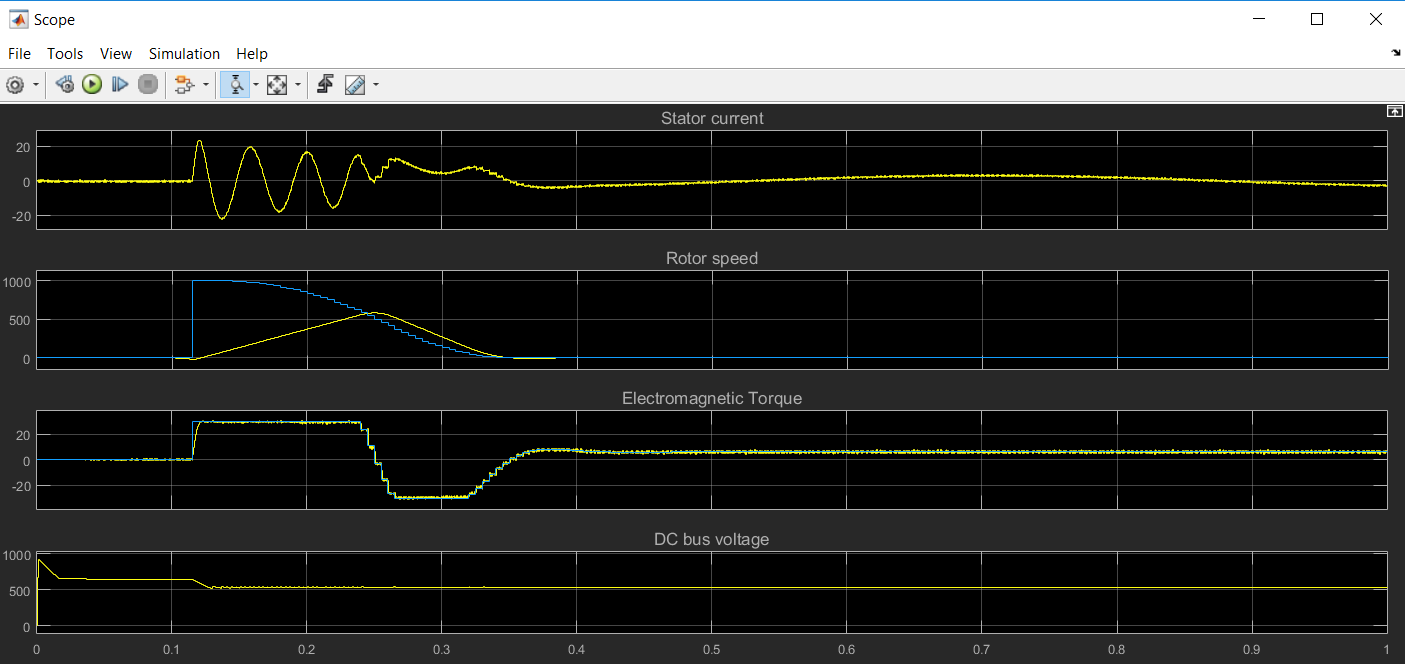 Scope
File Tools View Simulation Help
Stator current
20
0
-20
Rotor speed
1000
500
0
Electromagnetic Torque
20
0
-20
DC bus voltage
1000
500
0
0 0.1 0.2 0.3 0.4 0.5 0.6 0.7 0.8 0.9 1